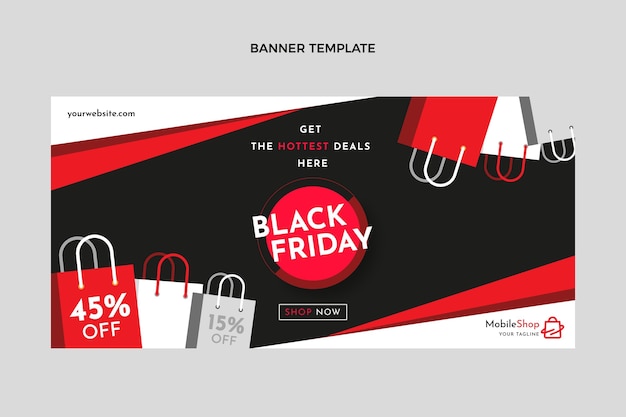 BANNER TEMPLATE
yourwebsite.com
GET
THE HOTTEST DEALS
HERE
BLACK
FRIDAY
SHOP NOW
45%
OFF
15%
OFF
MobileShop
YOUR TAGLINE